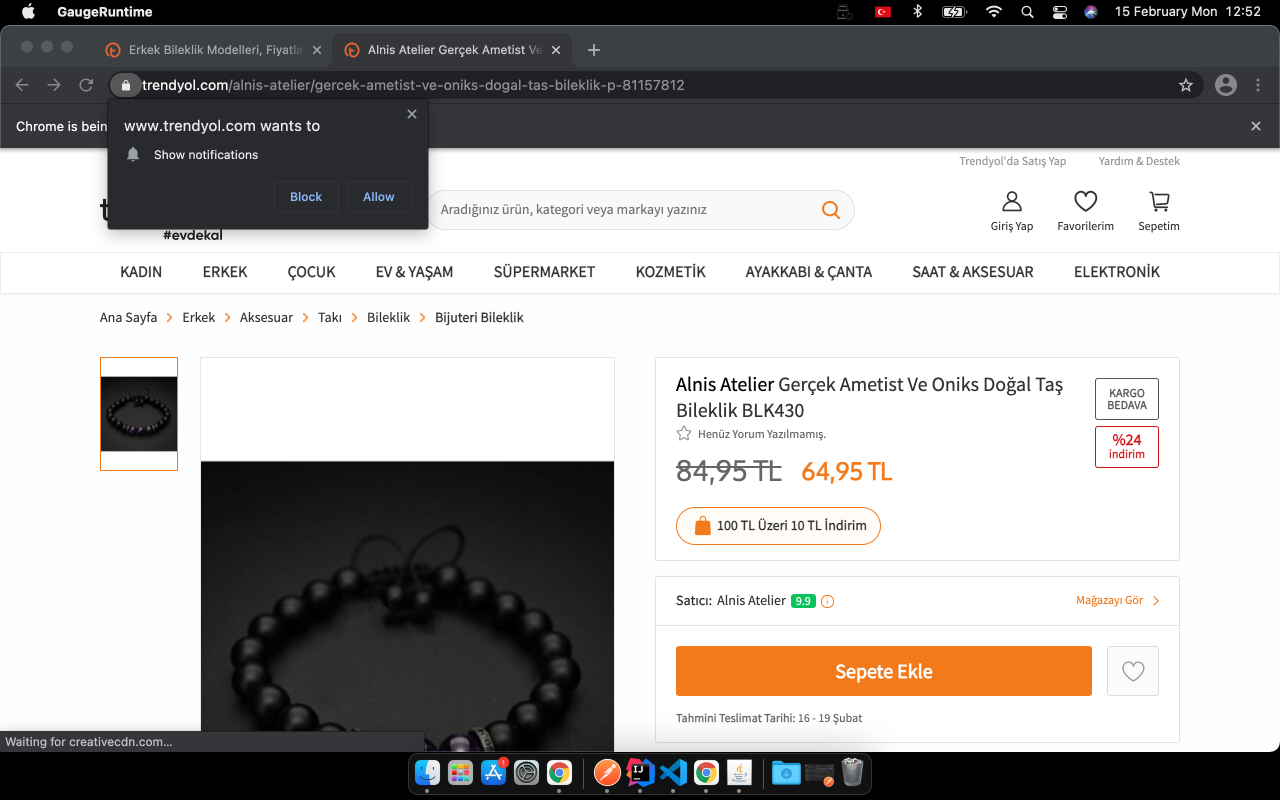 GaugeRuntime
15 February Mon 12:52
Erkek Bileklik Modelleri, Fiyatla
Alnis Atelier Gerçek Ametist Ve
trendyol.com/alnis-atelier/gercek-ametist-ve-oniks-dogal-tas-bileklik-p-81157812
Chrome is bein
www.trendyol.com wants to
Show notifications
Block
Allow
Trendyol'da Satış Yap
Yardım & Destek
#evdekal
Aradığınız ürün, kategori veya markayı yazınız
Giriş Yap
Favorilerim
Sepetim
KADIN
ERKEK
ÇOCUK
EV & YAŞAM
SÜPERMARKET
KOZMETİK
AYAKKABI & ÇANTA
SAAT & AKSESUAR
ELEKTRONİK
Ana Sayfa
Erkek
Aksesuar
Takı
Bileklik
Bijuteri Bileklik
Alnis Atelier Gerçek Ametist Ve Oniks Doğal Taş
Bileklik BLK430
Henüz Yorum Yazılmamış.
84,95 TL
64,95 TL
KARGO
BEDAVA
%24
indirim
100 TL Üzeri 10 TL İndirim
Satıcı: Alnis Atelier 9.9
Mağazayı Gör
Sepete Ekle
Tahmini Teslimat Tarihi: 16 - 19 Şubat
Waiting for creativecdn.com...
1
IJ